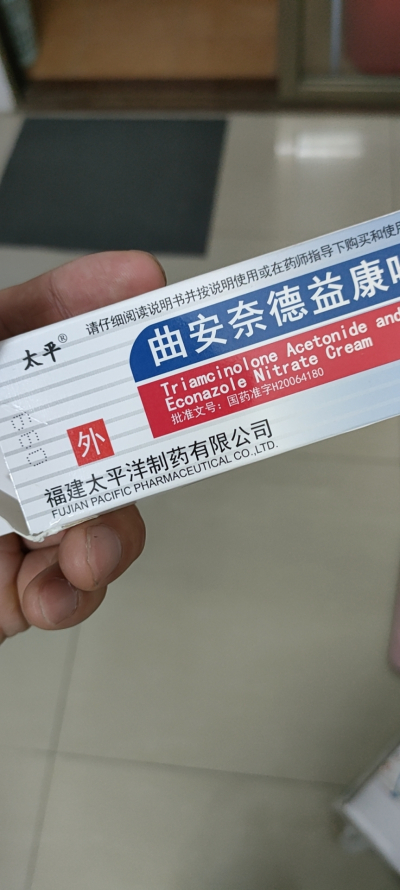 请仔细阅读说明书并按说明使用或在药师指导下购买和使用
太平®
曲安奈德益康
Triamcinolone Acetonide and
Econazole Nitrate Cream
批准文号：国药准字H20064180
外
福建太平洋制药有限公司
FUJIAN PACIFIC PHARMACEUTICAL CO.,LTD.